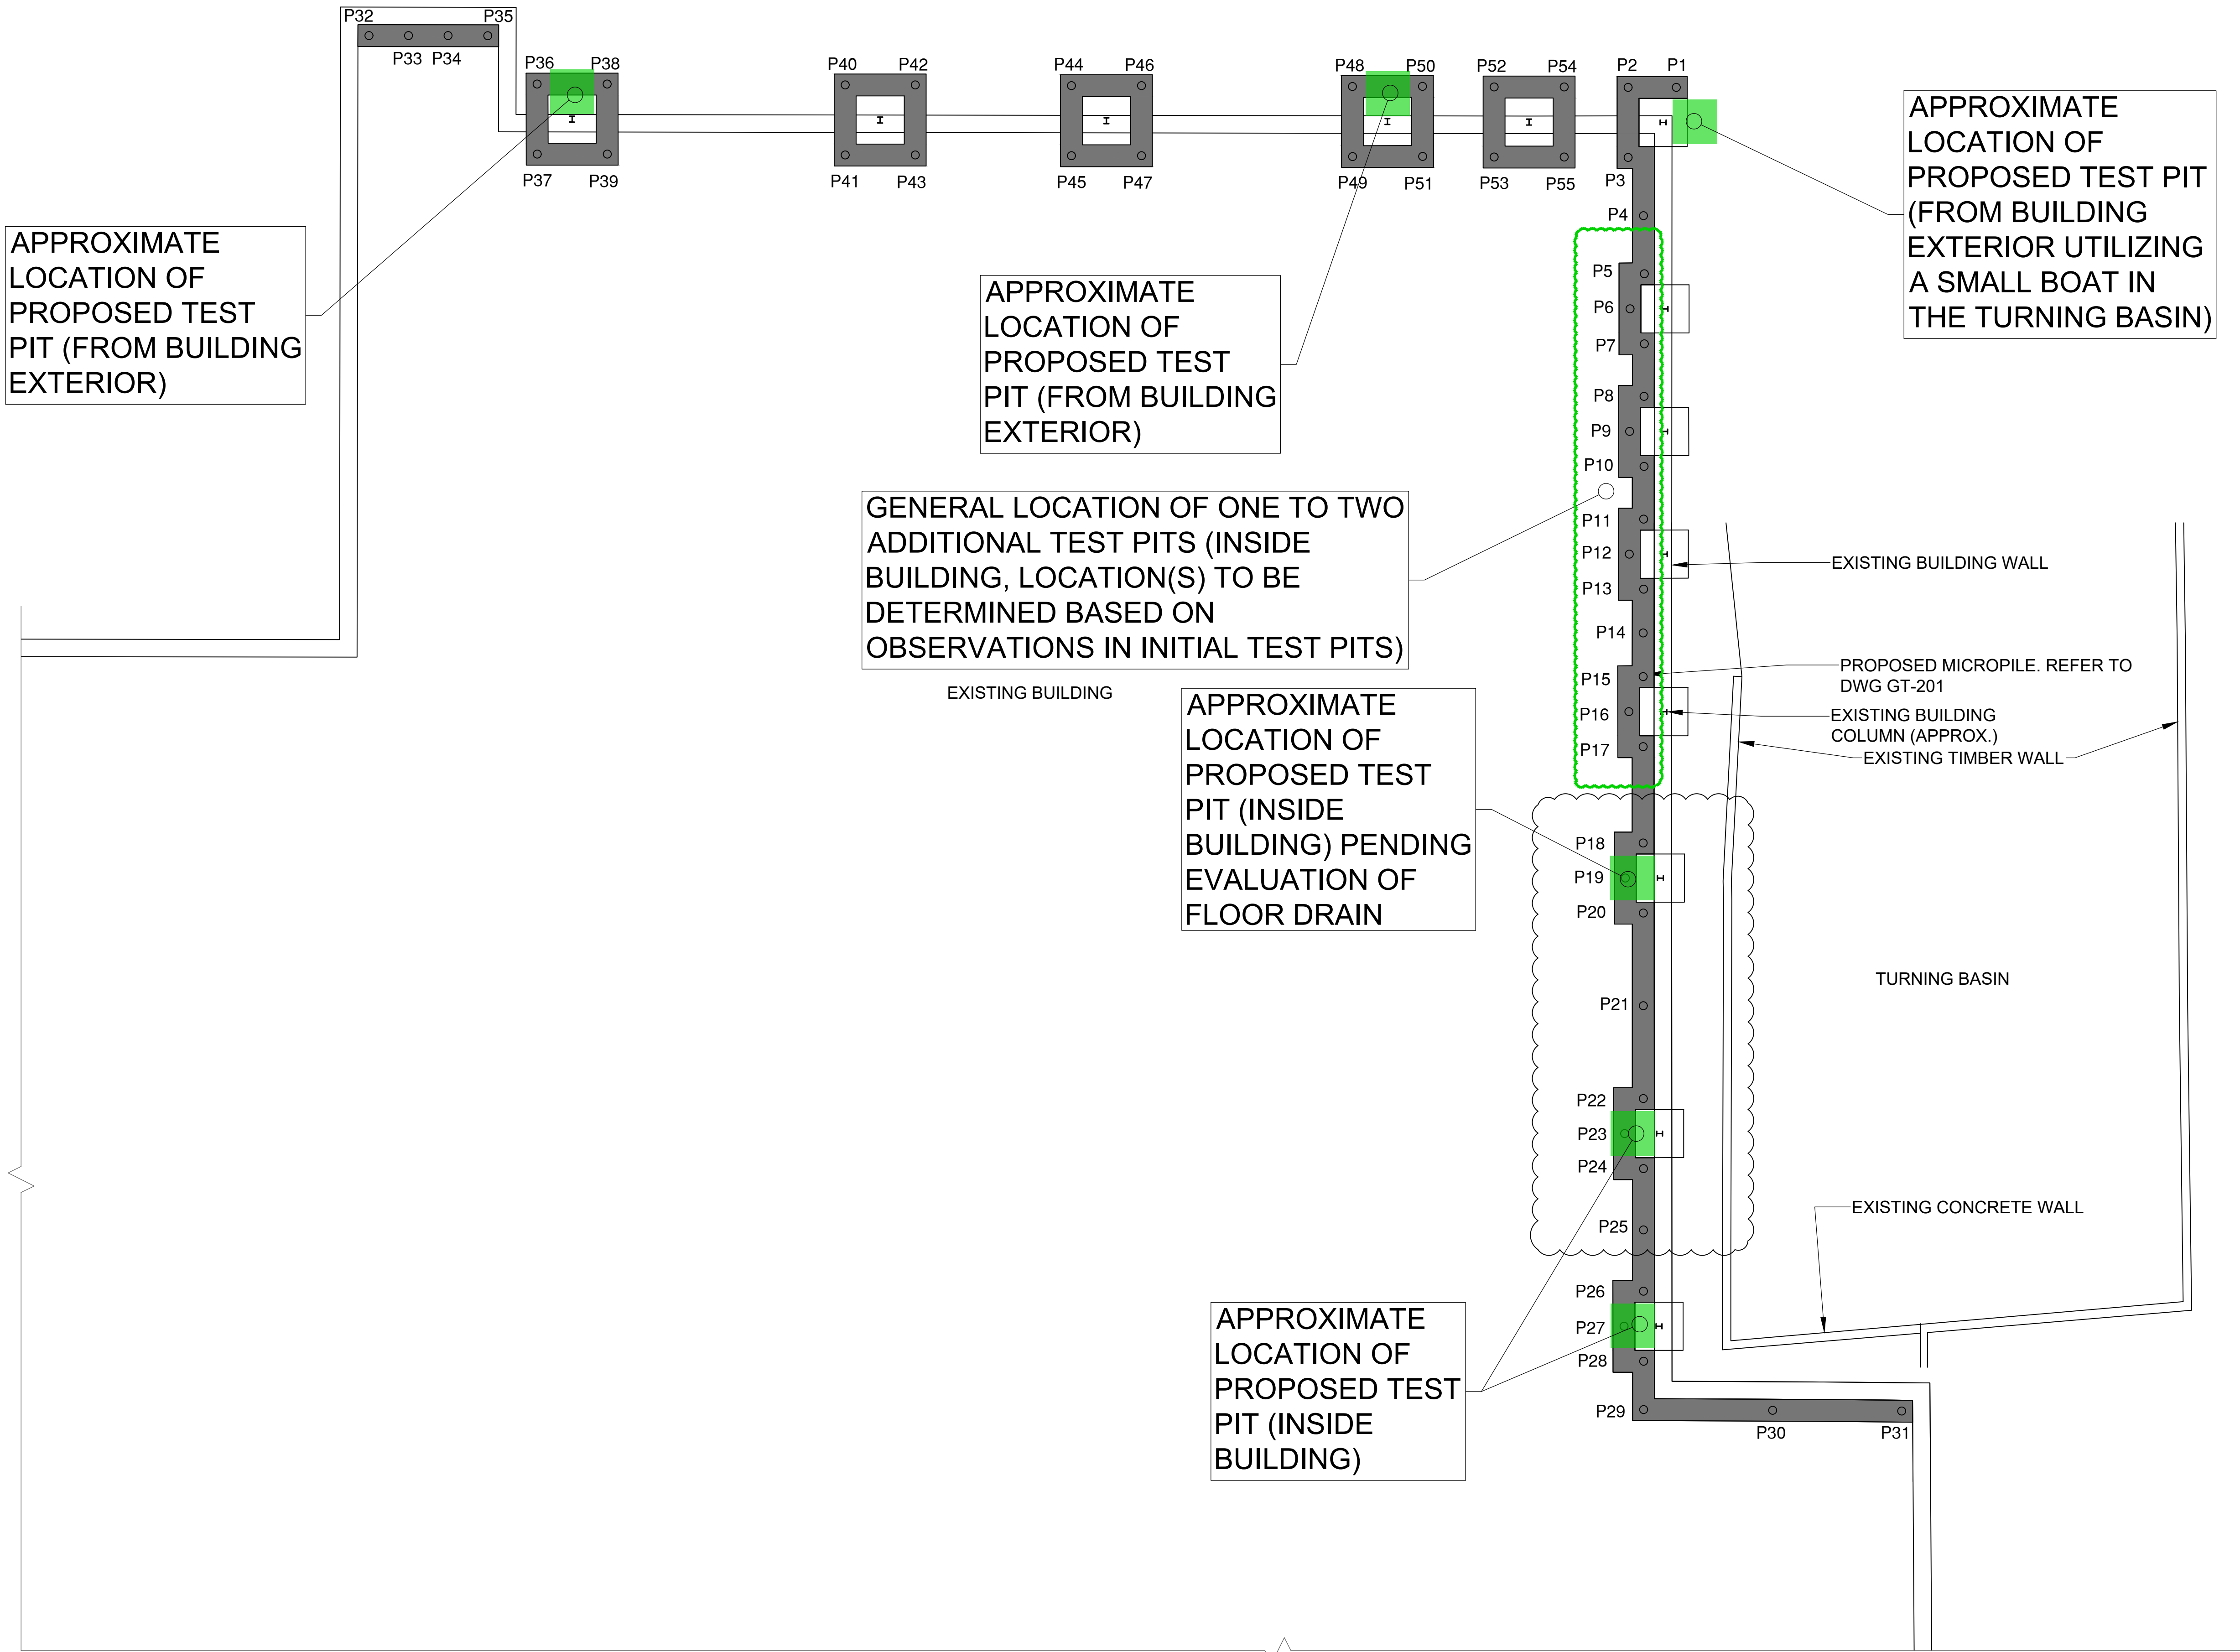 P32
P35
P33 P34
P36
P38
P37
P39
P40
P42
P41
P43
P44
P46
P45
P47
P48
P50
P49
P51
P52
P54
P53
P55
P2
P1
P3
P4
APPROXIMATE
LOCATION OF
PROPOSED TEST
PIT (FROM BUILDING
EXTERIOR)
APPROXIMATE
LOCATION OF
PROPOSED TEST
PIT (FROM BUILDING
EXTERIOR)
APPROXIMATE
LOCATION OF
PROPOSED TEST PIT
(FROM BUILDING
EXTERIOR UTILIZING
A SMALL BOAT IN
THE TURNING BASIN)
P5
P6
P7
P8
P9
P10
P11
P12
P13
P14
P15
P16
P17
GENERAL LOCATION OF ONE TO TWO
ADDITIONAL TEST PITS (INSIDE
BUILDING, LOCATION(S) TO BE
DETERMINED BASED ON
OBSERVATIONS IN INITIAL TEST PITS)
EXISTING BUILDING
EXISTING BUILDING WALL
PROPOSED MICROPILE. REFER TO
DWG GT-201
EXISTING BUILDING
COLUMN (APPROX.)
EXISTING TIMBER WALL
APPROXIMATE
LOCATION OF
PROPOSED TEST
PIT (INSIDE
BUILDING) PENDING
EVALUATION OF
FLOOR DRAIN
P18
P19
P20
P21
TURNING BASIN
P22
P23
P24
P25
EXISTING CONCRETE WALL
P26
P27
P28
P29
P30
P31
APPROXIMATE
LOCATION OF
PROPOSED TEST
PIT (INSIDE
BUILDING)